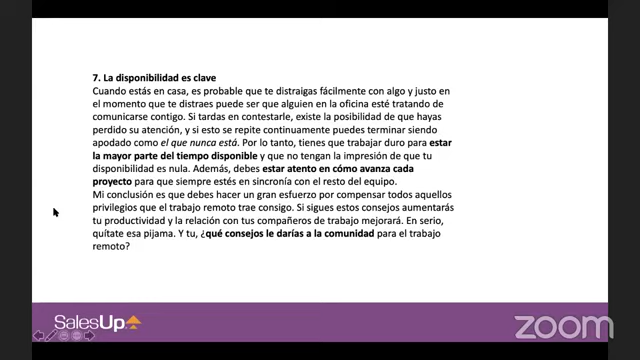 7. La disponibilidad es clave
Cuando estás en casa, es probable que te distraigas fácilmente con algo y justo en
el momento que te distraes puede ser que alguien en la oficina esté tratando de
comunicarse contigo. Si tardas en contestarle, existe la posibilidad de que hayas
perdido su atención, y si esto se repite continuamente puedes terminar siendo
apodado como el que nunca está. Por lo tanto, tienes que trabajar duro para estar
la mayor parte del tiempo disponible y que no tengan la impresión de que tu
disponibilidad es nula. Además, debes estar atento en cómo avanza cada
proyecto para que siempre estés en sincronía con el resto del equipo.
Mi conclusión es que debes hacer un gran esfuerzo por compensar todos aquellos
privilegios que el trabajo remoto trae consigo. Si sigues estos consejos aumentarás
tu productividad y la relación con tus compañeros de trabajo mejorará. En serio,
quítate esa pijama. Y tu, ¿qué consejos le darías a la comunidad para el trabajo
remoto?
SalesUp
zoom